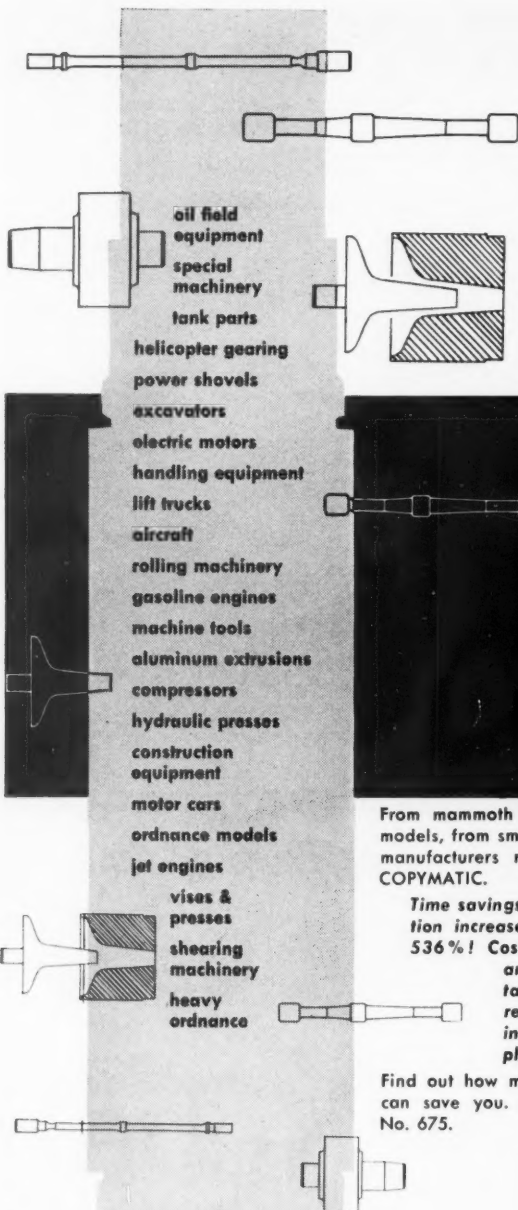 oil field
equipment
special
machinery
tank parts
helicopter gearing
power shovels
excavators
electric motors
handling equipment
lift trucks
aircraft
rolling machinery
gasoline engines
machine tools
aluminum extrusions
compressors
hydraulic presses
construction
equipment
motor cars
ordnance models
jet engines
vises &
presses
shearing
machinery
heavy
ordnance
From mammoth
models, from sm
manufacturers
COPYMATIC.
Time savings
tion increase
536%! Cos
ar
ta
re
in
ph
Find out how m
can save you.
No. 675.